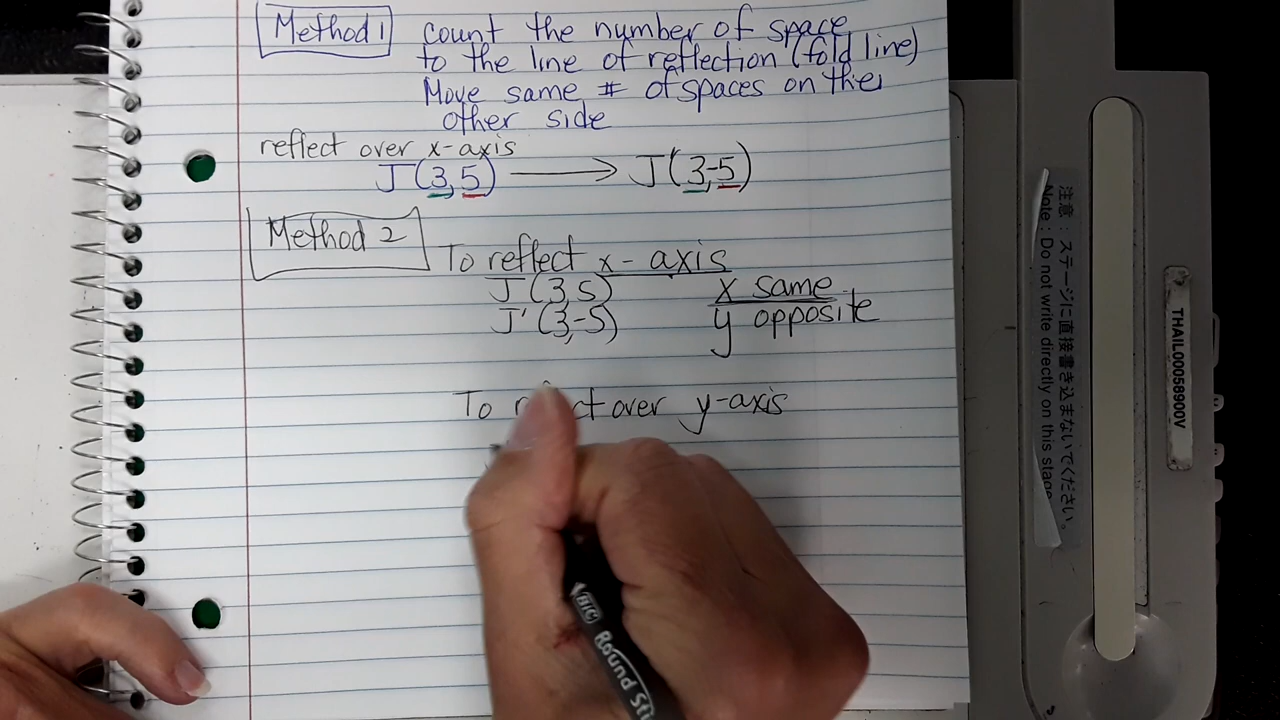 Method 1
count the number of space
to the line of reflection (fold line)
Move same # of spaces on the
other side
reflect over x-axis
J (3, 5) → J (3,-5)
Method 2
To reflect x-axis
J (3,5) x same
J' (3,-5) y opposite
To over y-axis
BIC Round Sti
注意：ステージに直接書き込まないでください。
Note: Do not write directly on this stage
THAIL000589900V